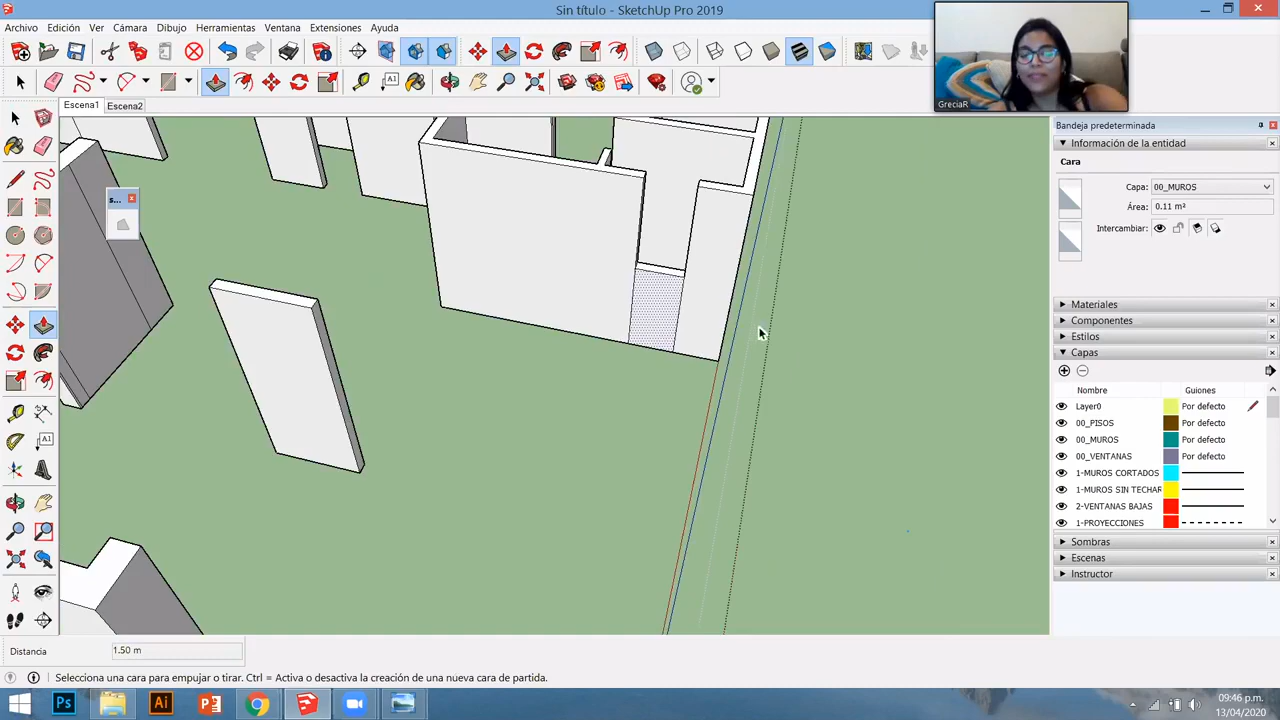 Sin título - SketchUp Pro 2019
Archivo Edición Ver Cámara Dibujo Herramientas Ventana Extensiones Ayuda
GreciaR
Escena1 Escena2
s...
AI
AI
Bandeja predeterminada
Información de la entidad
Cara
Capa: 00_MUROS
Área: 0.11 m²
Intercambiar:
Materiales
Componentes
Estilos
Capas
Nombre Guiones
Layer0 Por defecto
00_PISOS Por defecto
00_MUROS Por defecto
00_VENTANAS Por defecto
1-MUROS CORTADOS
1-MUROS SIN TECHAR
2-VENTANAS BAJAS
1-PROYECCIONES
Sombras
Escenas
Instructor
Distancia 1.50 m
Selecciona una cara para empujar o tirar. Ctrl = Activa o desactiva la creación de una nueva cara de partida.
Ps Ai P
09:46 p.m.
13/04/2020